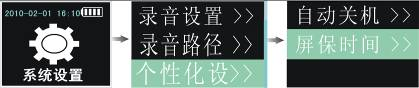 2010-02-01 16:10
系统设置
录音设置 >>
录音路径 >>
个性化设>>
自动关机 >>
屏保时间 >>